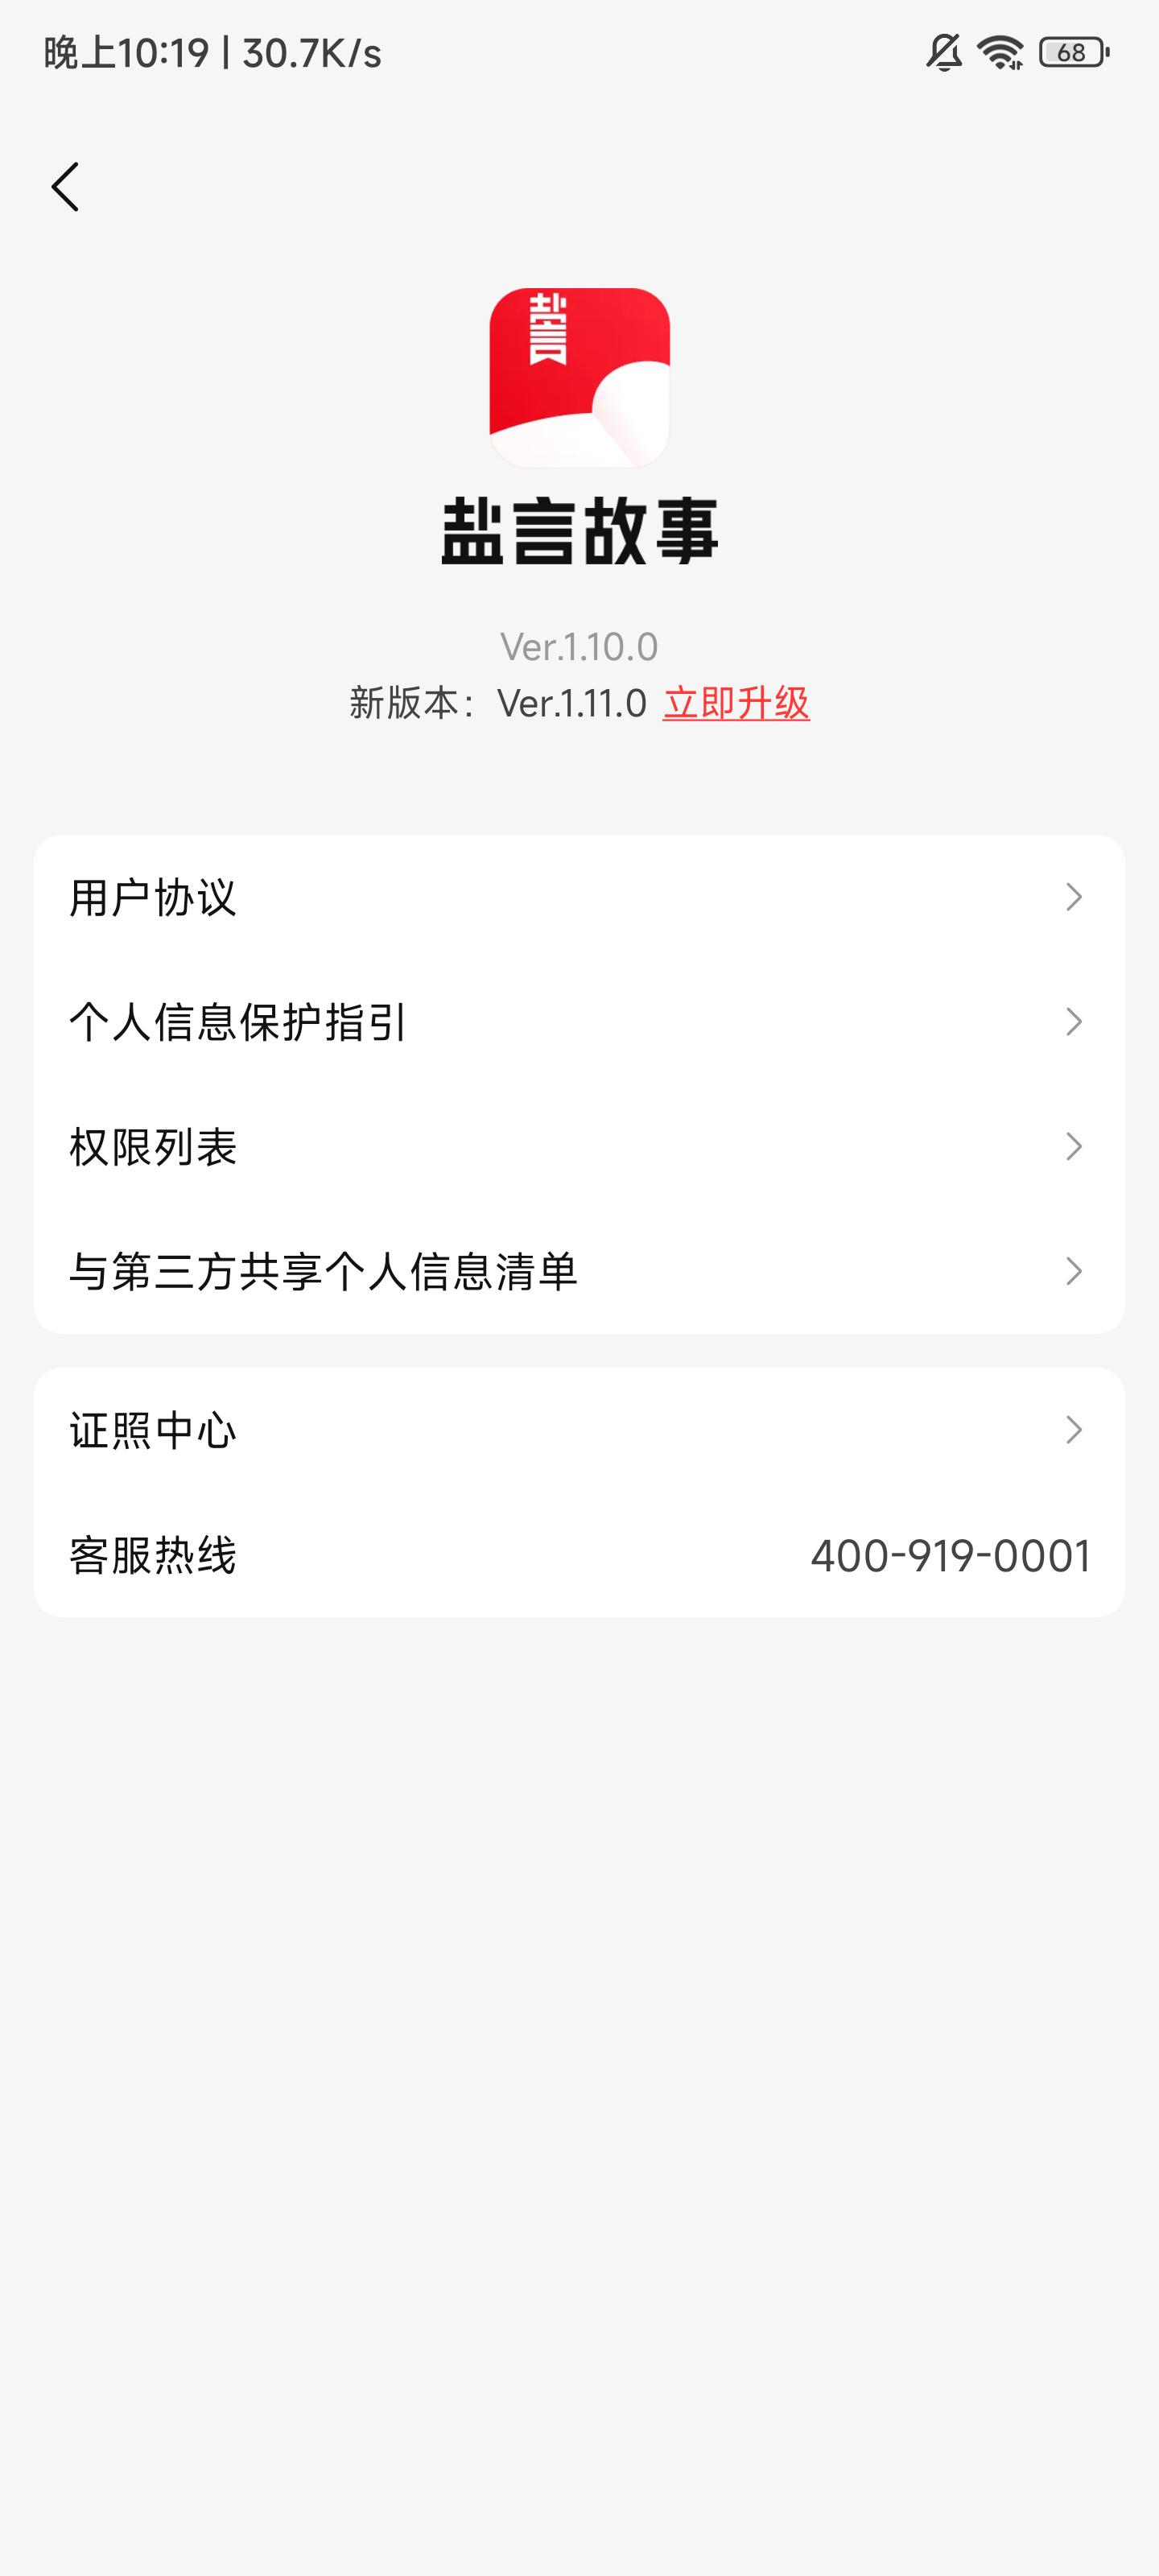 晚上10:19 | 30.7K/s
68
盐言
盐言故事
Ver.1.10.0
新版本：Ver.1.11.0 立即升级
用户协议
个人信息保护指引
权限列表
与第三方共享个人信息清单
证照中心
客服热线 400-919-0001